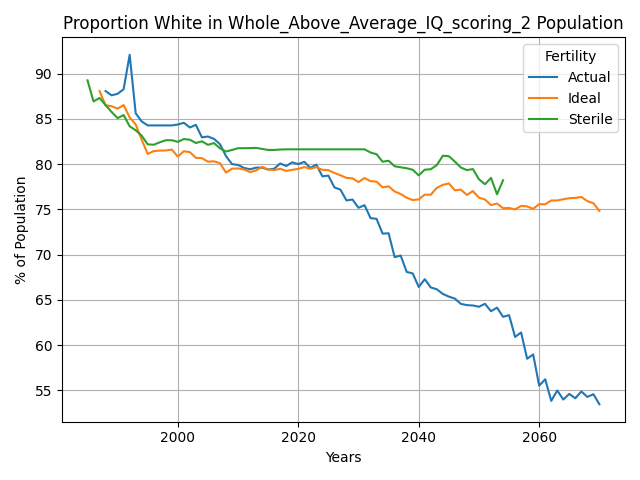 Proportion White in Whole_Above_Average_IQ_scoring_2 Population
Fertility
Actual
Ideal
Sterile
% of Population
90
85
80
75
70
65
60
55
2000 2020 2040 2060
Years